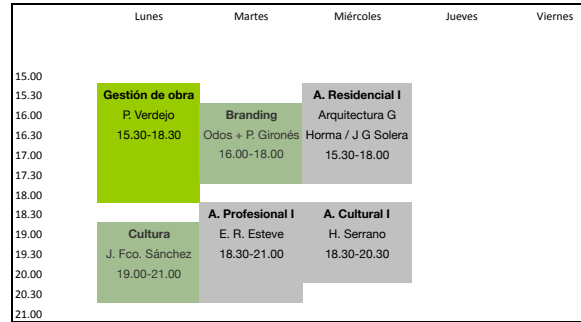 Lunes Martes Miércoles Jueves Viernes
15.00
15.30 Gestión de obra A. Residencial I
16.00 P. Verdejo Branding Arquitectura G
16.30 15.30-18.30 Odos + P. Gironés Horma / J G Solera
17.00 16.00-18.00 15.30-18.00
17.30
18.00
18.30 A. Profesional I A. Cultural I
19.00 Cultura E. R. Esteve H. Serrano
19.30 J. Fco. Sánchez 18.30-21.00 18.30-20.30
20.00 19.00-21.00
20.30
21.00